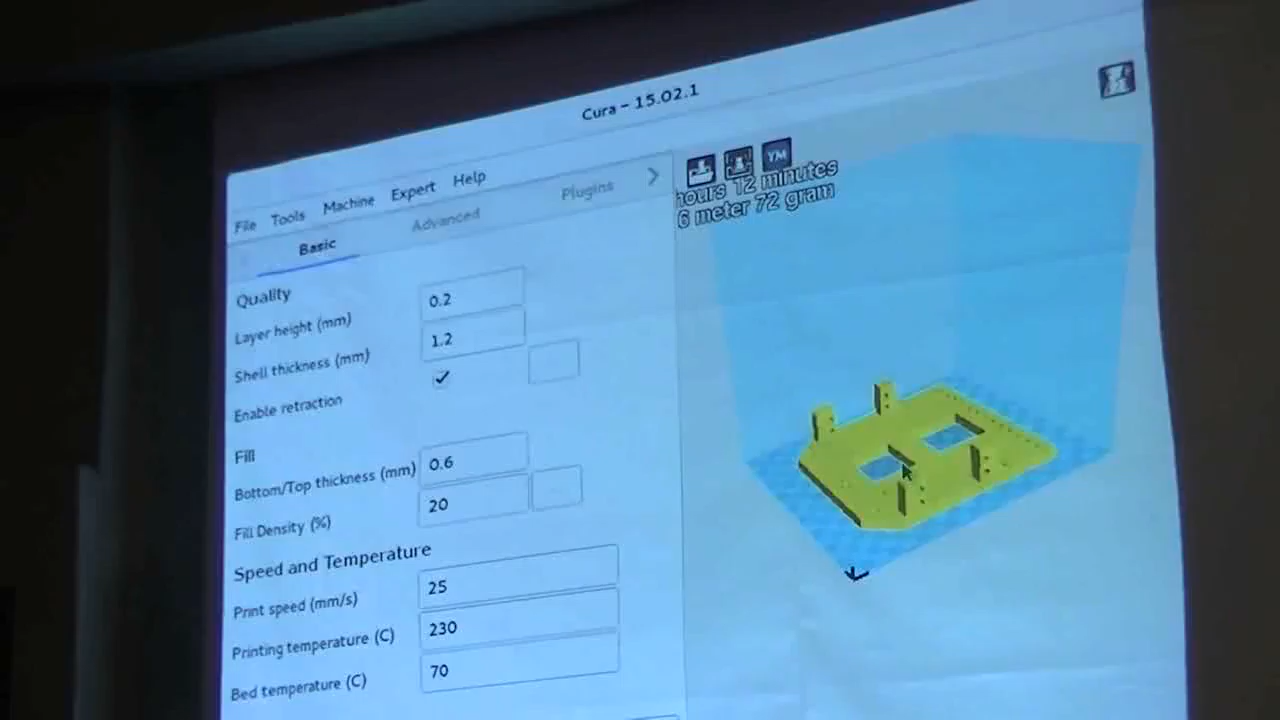 Cura - 15.02.1
File Tools Machine Expert Help
Basic Advanced Plugins
YM
hours 12 minutes
6 meter 72 gram
Quality
Layer height (mm) 0.2
Shell thickness (mm) 1.2
Enable retraction
Fill
Bottom/Top thickness (mm) 0.6
Fill Density (%) 20
Speed and Temperature
Print speed (mm/s) 25
Printing temperature (C) 230
Bed temperature (C) 70